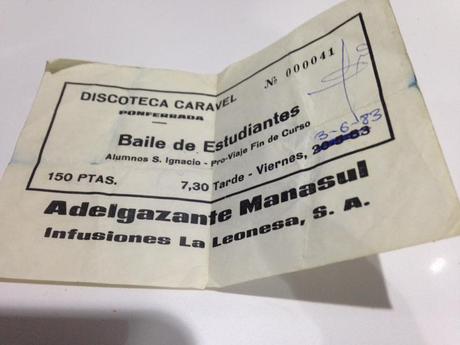 Nº 000041
DISCOTECA CARAVEL
PONFERRADA
Baile de Estudiantes
Alumnos S. Ignacio - Pro-Viaje Fin de Curso
3-6-83
150 PTAS. 7,30 Tarde - Viernes,
Adelgazante Manasul
Infusiones La Leonesa, S. A.